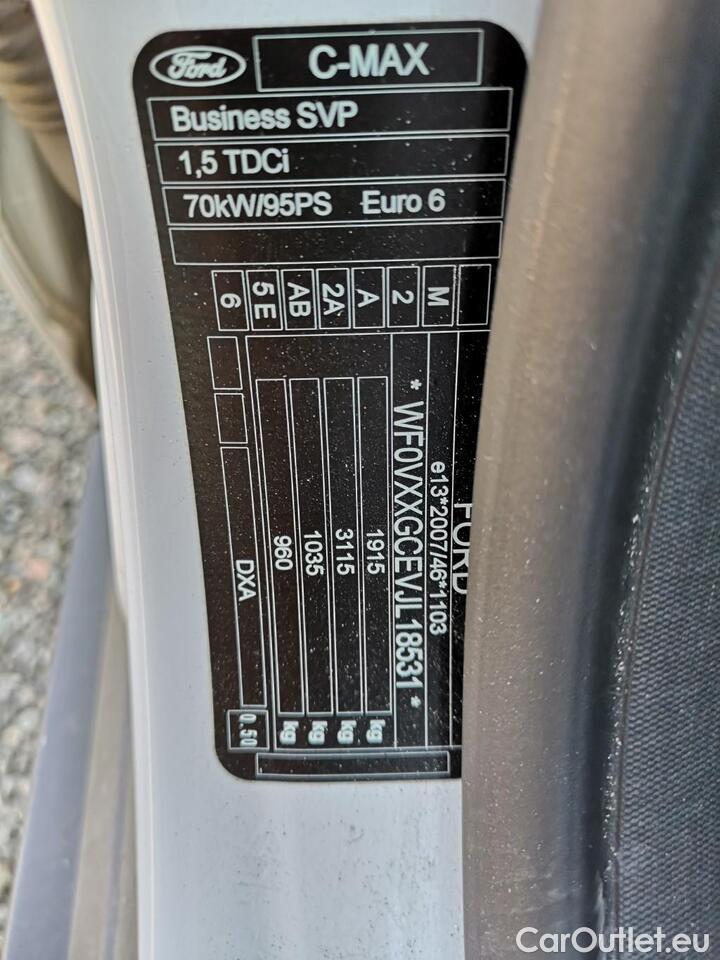 Ford C-MAX
Business SVP
1,5 TDCi
70kW/95PS Euro 6
M
2
A
2A
AB
5E
6
FORD
e13*2007/46*1103
* WF0VXXGCEVJL18531 *
1915 kg
3115 kg
1035 kg
960 kg
DXA 0.50
CarOutlet.eu